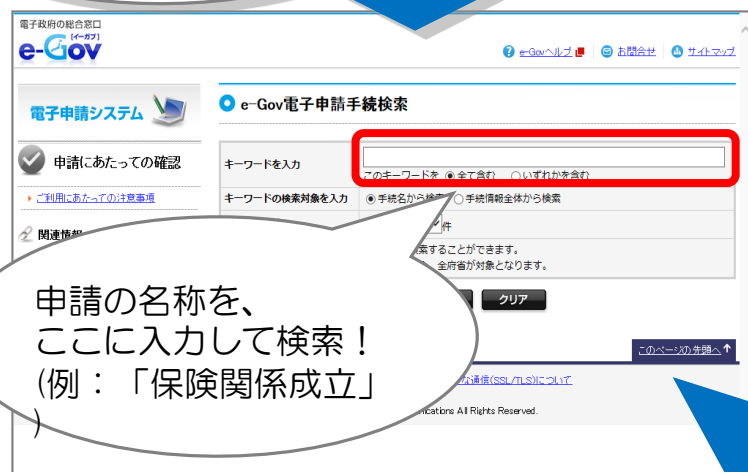 電子政府の総合窓口
[イーガブ]
e-Gov
e-Govヘルプ
お問合せ
サイトマップ
電子申請システム
e-Gov電子申請手続検索
申請にあたっての確認
ご利用にあたっての注意事項
関連情報
キーワードを入力
このキーワードを ●全て含む ○いずれかを含む
キーワードの検索対象を入力 ●手続名から検索 ○手続情報全体から検索
件
索することができます。
全府省が対象となります。
クリア
申請の名称を、
ここに入力して検索！
(例：「保険関係成立」
)
このページの先頭へ↑
な通信(SSL/TLS)について
ications All Rights Reserved.